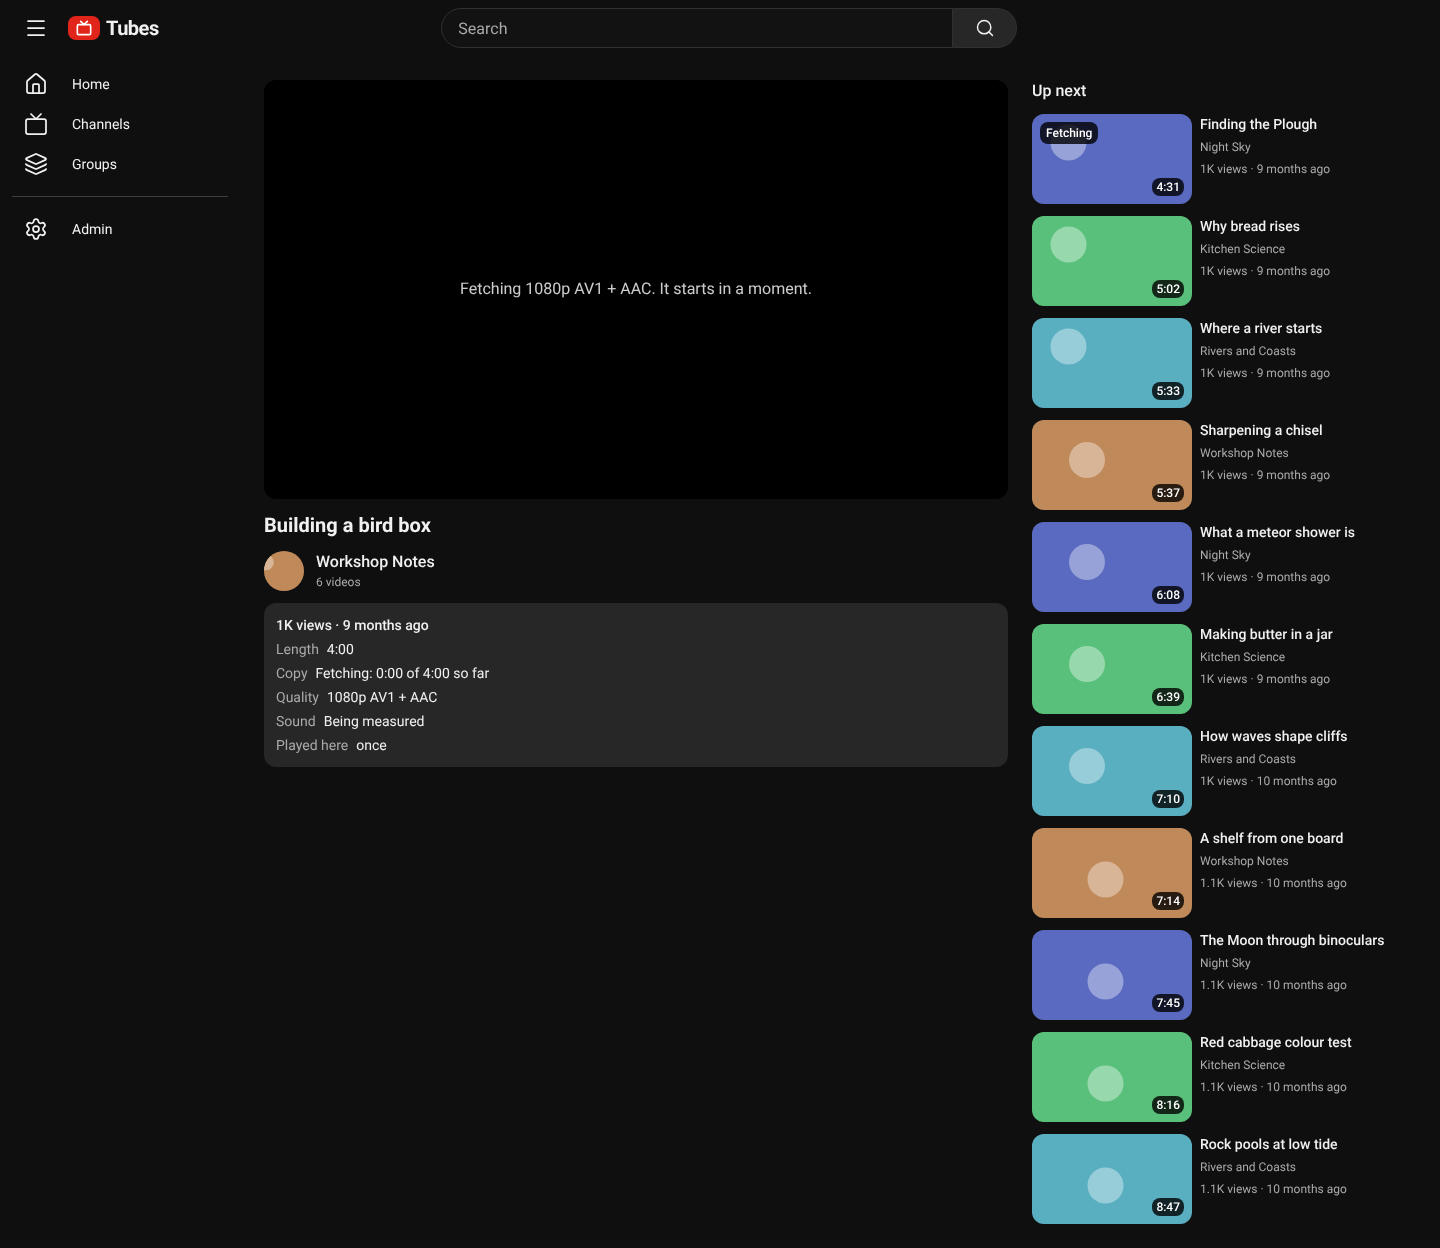 Tubes
Search
Home
Channels
Groups
Admin
Fetching 1080p AV1 + AAC. It starts in a moment.
Building a bird box
Workshop Notes
6 videos
1K views · 9 months ago
Length 4:00
Copy Fetching: 0:00 of 4:00 so far
Quality 1080p AV1 + AAC
Sound Being measured
Played here once
Up next
Fetching
4:31
Finding the Plough
Night Sky
1K views · 9 months ago
5:02
Why bread rises
Kitchen Science
1K views · 9 months ago
5:33
Where a river starts
Rivers and Coasts
1K views · 9 months ago
5:37
Sharpening a chisel
Workshop Notes
1K views · 9 months ago
6:08
What a meteor shower is
Night Sky
1K views · 9 months ago
6:39
Making butter in a jar
Kitchen Science
1K views · 9 months ago
7:10
How waves shape cliffs
Rivers and Coasts
1K views · 10 months ago
7:14
A shelf from one board
Workshop Notes
1.1K views · 10 months ago
7:45
The Moon through binoculars
Night Sky
1.1K views · 10 months ago
8:16
Red cabbage colour test
Kitchen Science
1.1K views · 10 months ago
8:47
Rock pools at low tide
Rivers and Coasts
1.1K views · 10 months ago